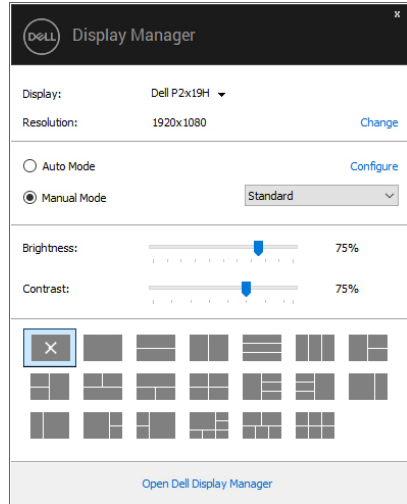 x
DELL Display Manager
Display: Dell P2x19H
Resolution: 1920x1080 Change
Auto Mode Configure
Manual Mode Standard
Brightness: 75%
Contrast: 75%
Open Dell Display Manager